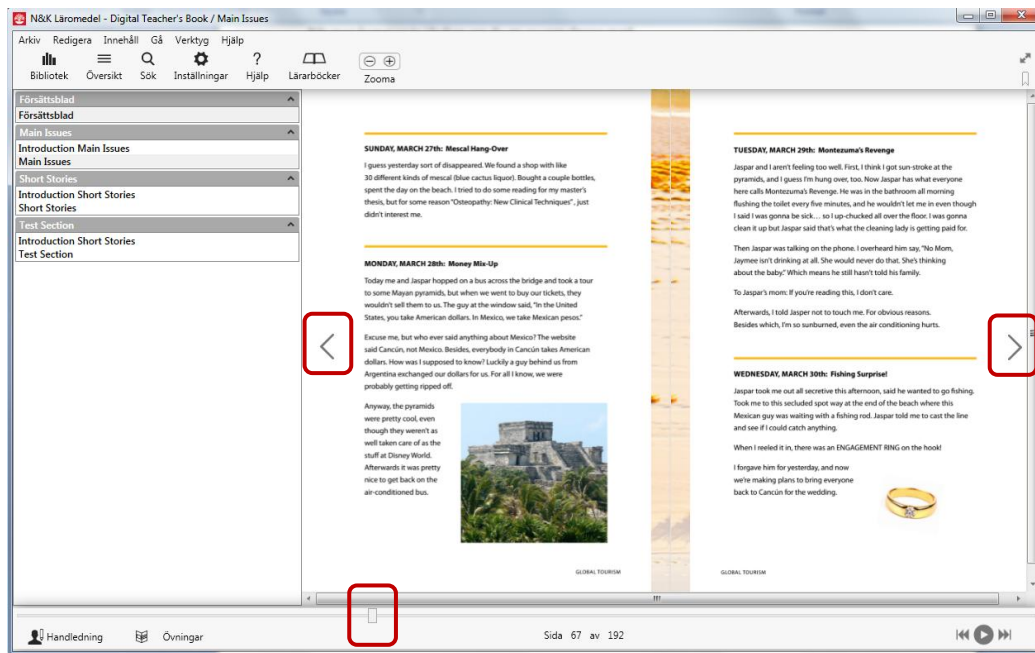 N&K Läromedel - Digital Teacher's Book / Main Issues
Arkiv Redigera Innehåll Gå Verktyg Hjälp
Bibliotek Översikt Sök Inställningar Hjälp Lärarböcker Zooma
Försättsblad
Försättsblad
Main Issues
Introduction Main Issues
Main Issues
Short Stories
Introduction Short Stories
Short Stories
Test Section
Introduction Short Stories
Test Section
SUNDAY, MARCH 27th: Mescal Hang-Over
I guess yesterday sort of disappeared. We found a shop with like
30 different kinds of mescal (blue cactus liquor). Bought a couple bottles,
spent the day on the beach. I tried to do some reading for my master's
thesis, but for some reason "Osteopathy: New Clinical Techniques", just
didn't interest me.
MONDAY, MARCH 28th: Money Mix-Up
Today me and Jaspar hopped on a bus across the bridge and took a tour
to some Mayan pyramids, but when we went to buy our tickets, they
wouldn't sell them to us. The guy at the window said, "In the United
States, you take American dollars. In Mexico, we take Mexican pesos."
Excuse me, but who ever said anything about Mexico? The website
said Cancún, not Mexico. Besides, everybody in Cancún takes American
dollars. How was I supposed to know? Luckily a guy behind us from
Argentina exchanged our dollars for us. For all I know, we were
probably getting ripped off.
Anyway, the pyramids
were pretty cool, even
though they weren't as
well taken care of as the
stuff at Disney World.
Afterwards it was pretty
nice to get back on the
air-conditioned bus.
GLOBAL TOURISM
TUESDAY, MARCH 29th: Montezuma's Revenge
Jaspar and I aren't feeling too well. First, I think I got sun-stroke at the
pyramids, and I guess I'm hung over, too. Now Jaspar has what everyone
here calls Montezuma's Revenge. He was in the bathroom all morning
flushing the toilet every five minutes, and he wouldn't let me in even though
I said I was gonna be sick… so I up-chucked all over the floor. I was gonna
clean it up but Jaspar said that's what the cleaning lady is getting paid for.
Then Jaspar was talking on the phone. I overheard him say, "No Mom,
Jaymee isn't drinking at all. She would never do that. She's thinking
about the baby." Which means he still hasn't told his family.
To Jaspar's mom: If you're reading this, I don't care.
Afterwards, I told Jasper not to touch me. For obvious reasons.
Besides which, I'm so sunburned, even the air conditioning hurts.
WEDNESDAY, MARCH 30th: Fishing Surprise!
Jaspar took me out all secretive this afternoon, said he wanted to go fishing.
Took me to this secluded spot way at the end of the beach where this
Mexican guy was waiting with a fishing rod. Jaspar told me to cast the line
and see if I could catch anything.
When I reeled it in, there was an ENGAGEMENT RING on the hook!
I forgave him for yesterday, and now
we're making plans to bring everyone
back to Cancún for the wedding.
GLOBAL TOURISM
Handledning Övningar Sida 67 av 192